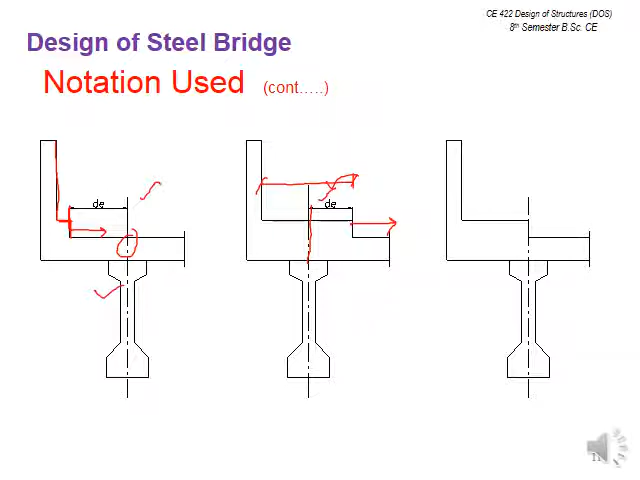 CE 422 Design of Structures (DOS)
8th Semester B.Sc. CE
Design of Steel Bridge
Notation Used (cont.....)
de
de
11